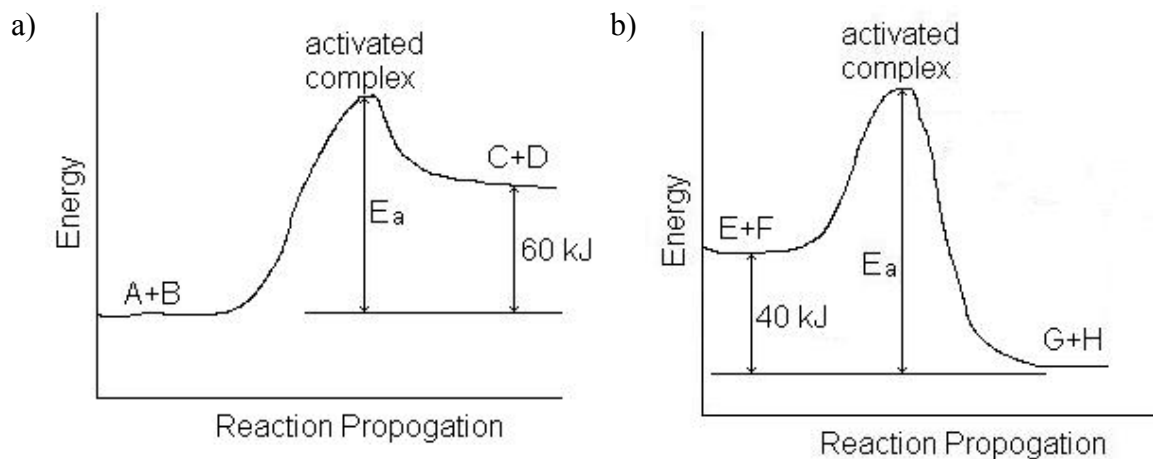 a)
activated
complex
C+D
Ea
60 kJ
A+B
Energy
Reaction Propogation
b)
activated
complex
E+F
Ea
40 kJ
G+H
Energy
Reaction Propogation